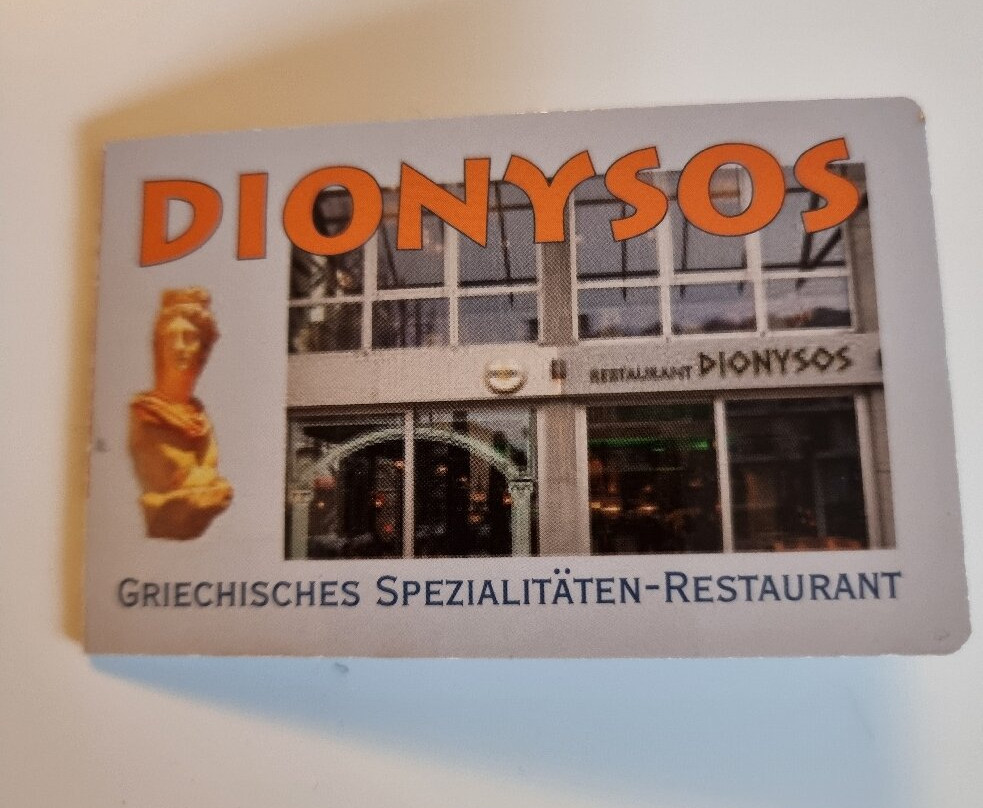 DIONYSOS
RESTAURANT DIONYSOS
GRIECHISCHES SPEZIALITÄTEN-RESTAURANT